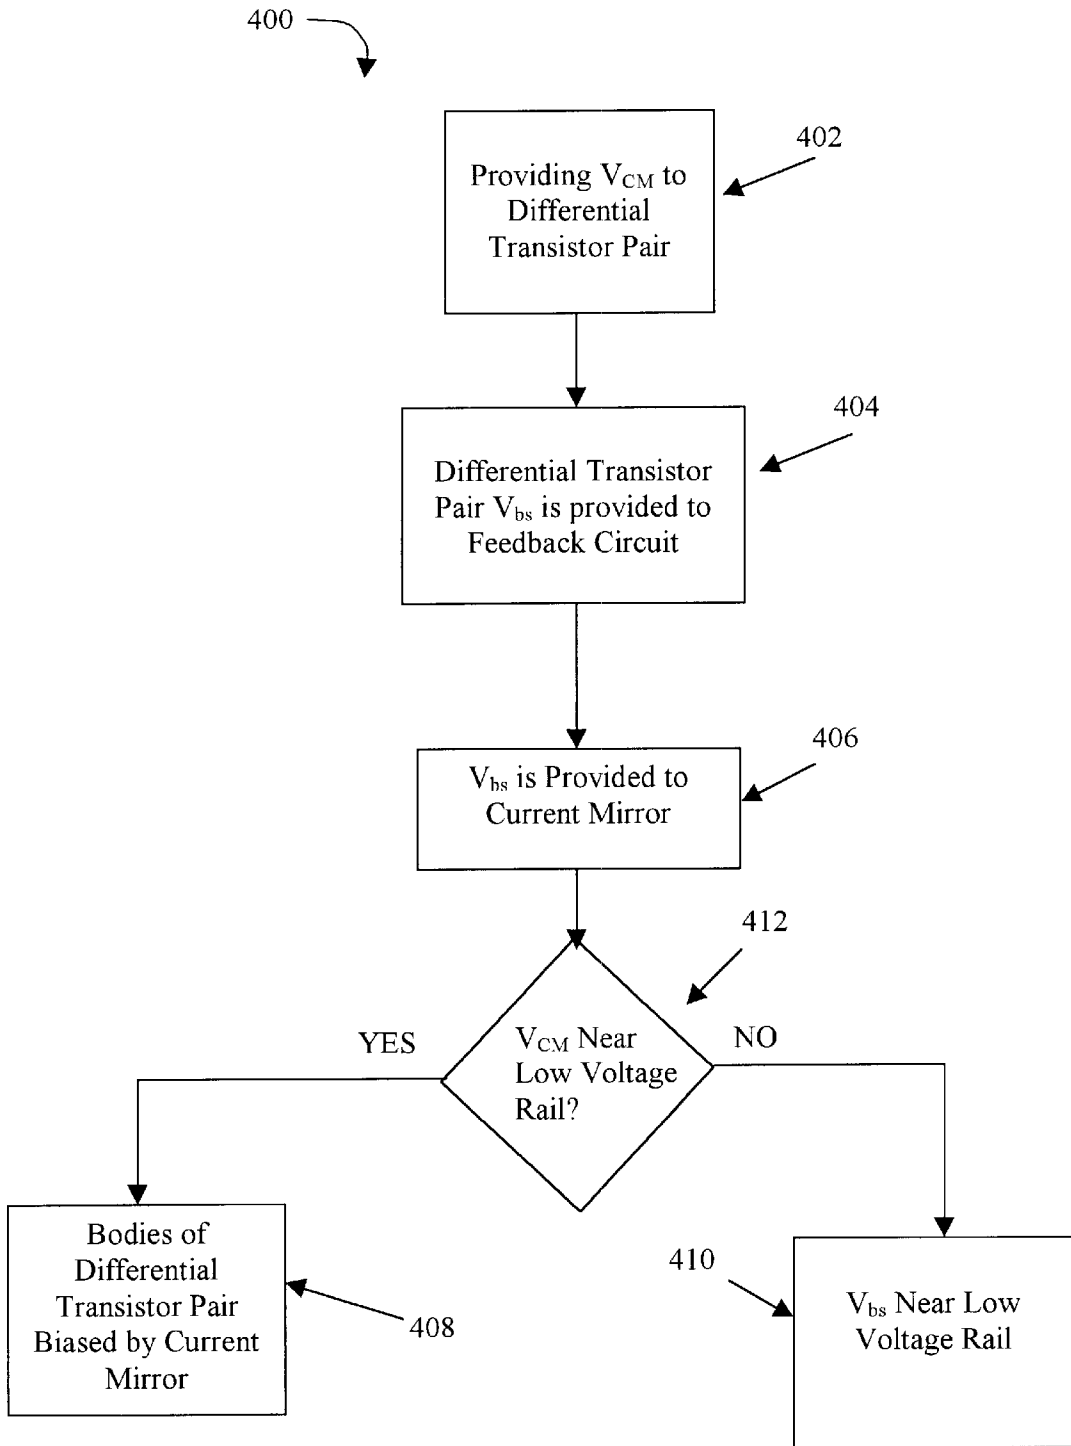 400
402
Providing V_CM to
Differential
Transistor Pair
404
Differential Transistor
Pair V_bs is provided to
Feedback Circuit
406
V_bs is Provided to
Current Mirror
412
YES
V_CM Near
Low Voltage
Rail?
NO
Bodies of
Differential
Transistor Pair
Biased by Current
Mirror
408
410
V_bs Near Low
Voltage Rail